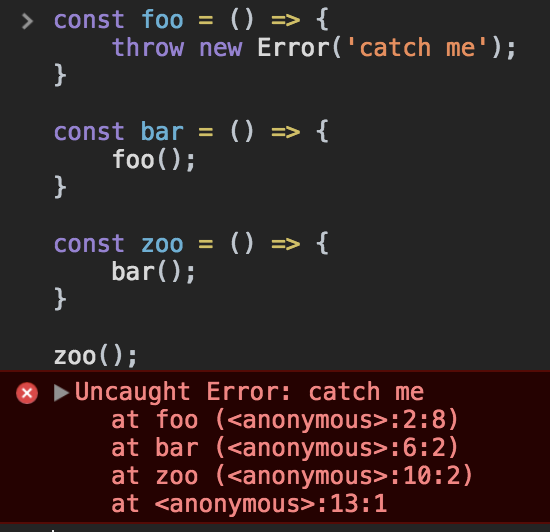 const foo = () => {
    throw new Error('catch me');
}

const bar = () => {
    foo();
}

const zoo = () => {
    bar();
}

zoo();
Uncaught Error: catch me
    at foo (<anonymous>:2:8)
    at bar (<anonymous>:6:2)
    at zoo (<anonymous>:10:2)
    at <anonymous>:13:1